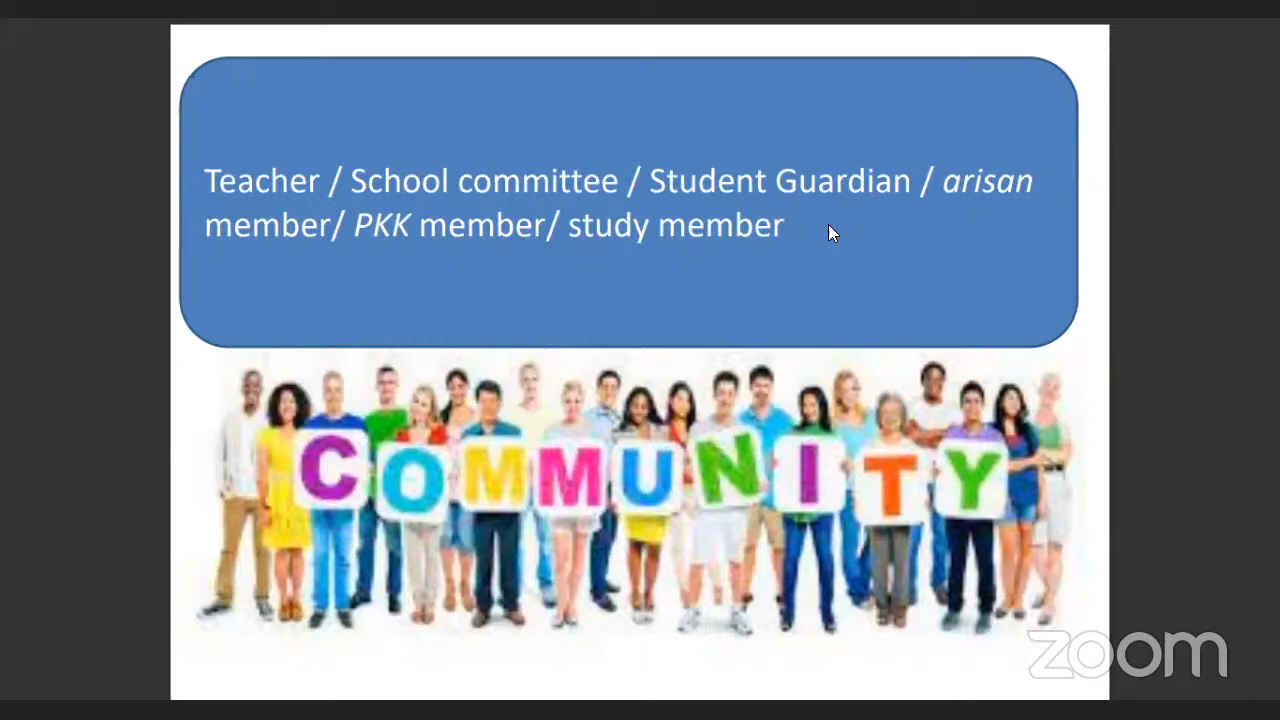 Teacher / School committee / Student Guardian / arisan
member/ PKK member/ study member
COMMUNITY
zoom